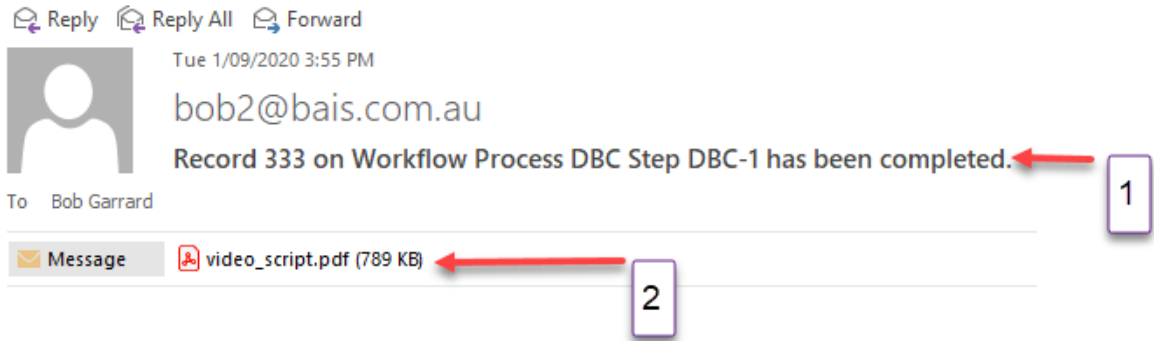 Reply Reply All Forward
Tue 1/09/2020 3:55 PM
bob2@bais.com.au
Record 333 on Workflow Process DBC Step DBC-1 has been completed.
1
To Bob Garrard
Message video_script.pdf (789 KB)
2